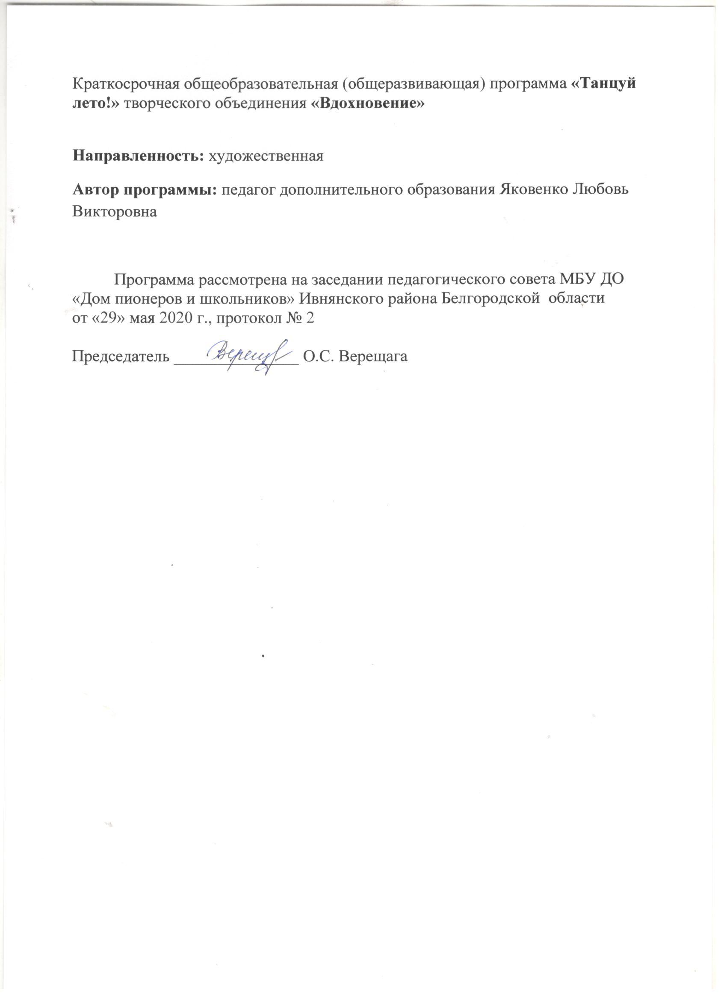 Краткосрочная общеобразовательная (общеразвивающая) программа «Танцуй
лето!» творческого объединения «Вдохновение»
Направленность: художественная
Автор программы: педагог дополнительного образования Яковенко Любовь
Викторовна
Программа рассмотрена на заседании педагогического совета МБУ ДО
«Дом пионеров и школьников» Ивнянского района Белгородской области
от «29» мая 2020 г., протокол № 2
Председатель _______________ О.С. Верещага